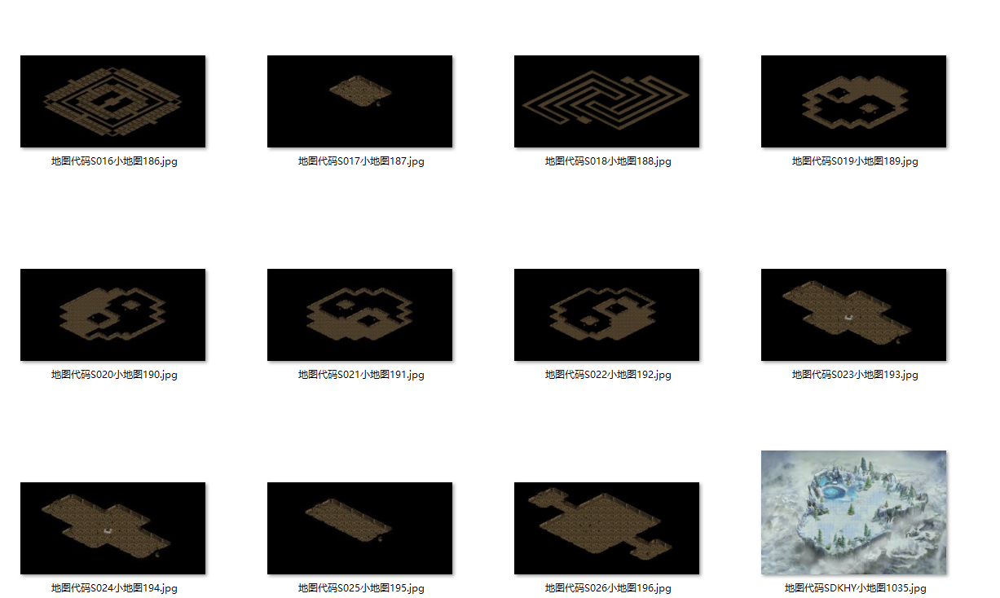 地图代码S016小地图186.jpg
地图代码S017小地图187.jpg
地图代码S018小地图188.jpg
地图代码S019小地图189.jpg
地图代码S020小地图190.jpg
地图代码S021小地图191.jpg
地图代码S022小地图192.jpg
地图代码S023小地图193.jpg
地图代码S024小地图194.jpg
地图代码S025小地图195.jpg
地图代码S026小地图196.jpg
地图代码SDKHY小地图1035.jpg